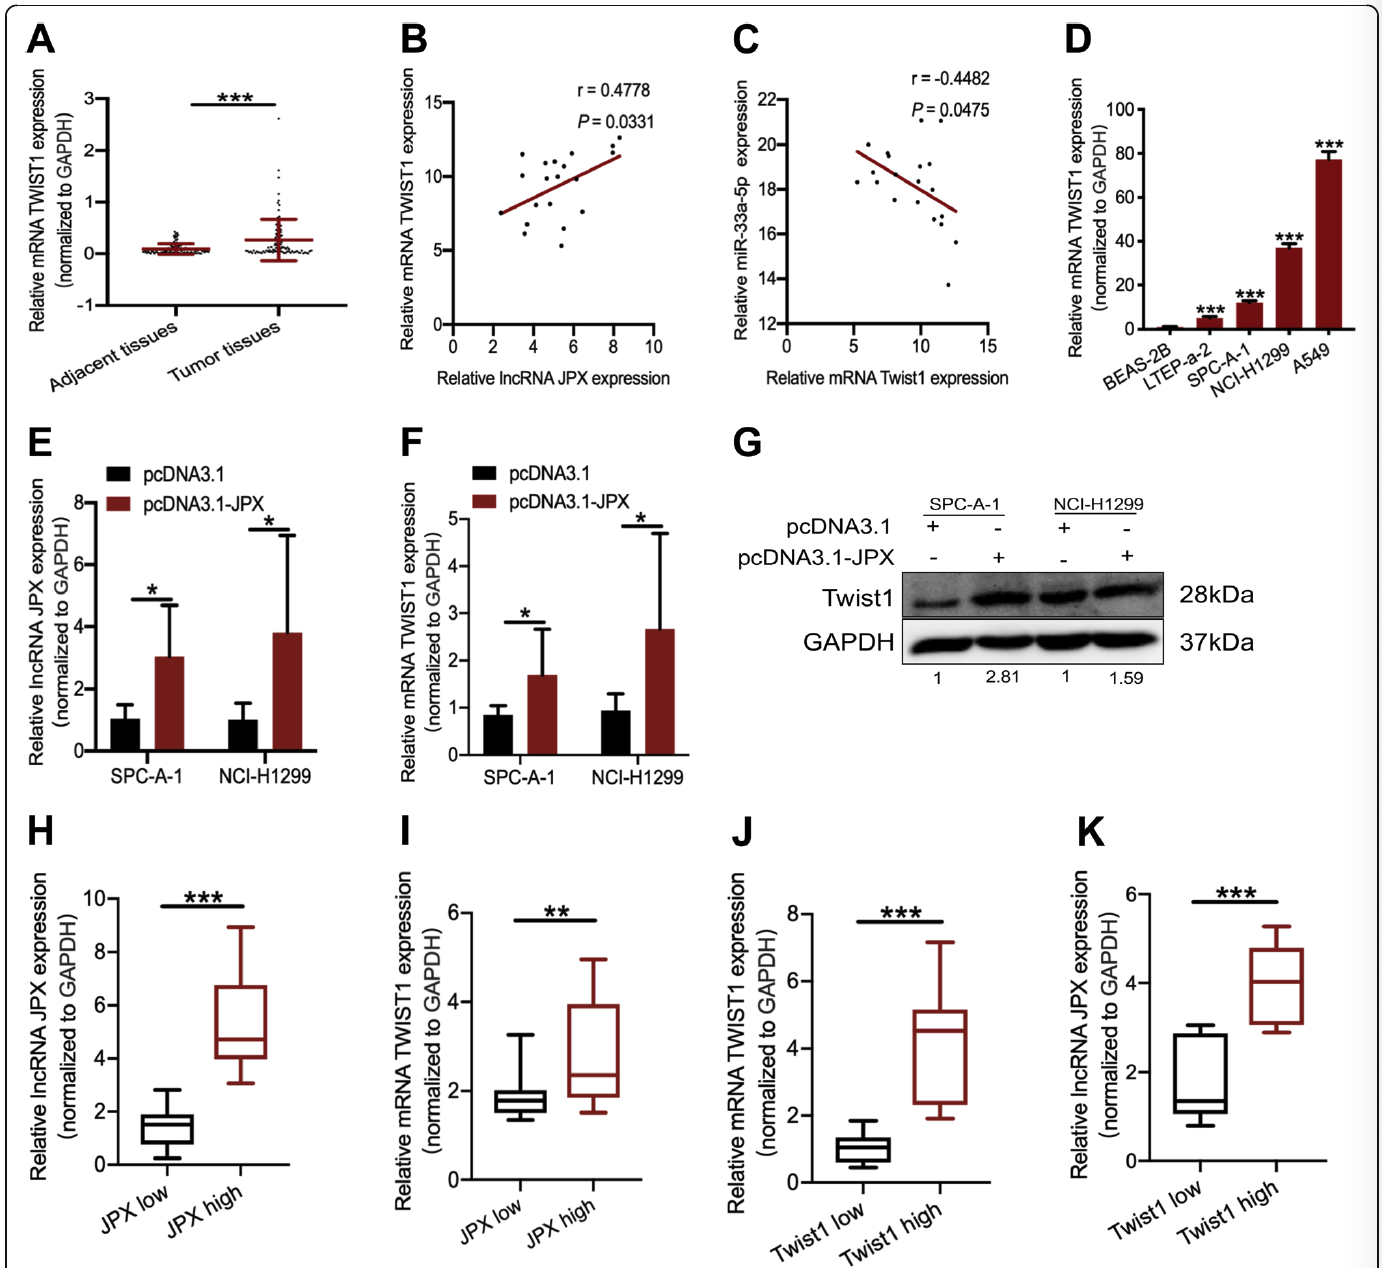 A
Relative mRNA TWIST1 expression
(normalized to GAPDH)
3
2
1
0
-1
***
Adjacent tissues
Tumor tissues
B
Relative mRNA TWIST1 expression
15
10
5
0
r = 0.4778
P = 0.0331
0 2 4 6 8 10
Relative lncRNA JPX expression
C
Relative miR-33a-5p expression
22
20
18
16
14
12
r = -0.4482
P = 0.0475
0 5 10 15
Relative mRNA Twist1 expression
D
Relative mRNA TWIST1 expression
(normalized to GAPDH)
100
80
60
40
20
0
***
***
***
***
BEAS-2B
LTEP-a-2
SPC-A-1
NCI-H1299
A549
E
pcDNA3.1
pcDNA3.1-JPX
Relative lncRNA JPX expression
(normalized to GAPDH)
8
6
4
2
0
*
*
SPC-A-1 NCI-H1299
F
pcDNA3.1
pcDNA3.1-JPX
Relative mRNA TWIST1 expression
(normalized to GAPDH)
5
4
3
2
1
0
*
*
SPC-A-1 NCI-H1299
G
SPC-A-1 NCI-H1299
pcDNA3.1 + - + -
pcDNA3.1-JPX - + - +
Twist1 28kDa
GAPDH 37kDa
1 2.81 1 1.59
H
Relative lncRNA JPX expression
(normalized to GAPDH)
10
8
6
4
2
0
***
JPX low
JPX high
I
Relative mRNA TWIST1 expression
(normalized to GAPDH)
6
4
2
0
**
JPX low
JPX high
J
Relative mRNA TWIST1 expression
(normalized to GAPDH)
8
6
4
2
0
***
Twist1 low
Twist1 high
K
Relative lncRNA JPX expression
(normalized to GAPDH)
6
4
2
0
***
Twist1 low
Twist1 high